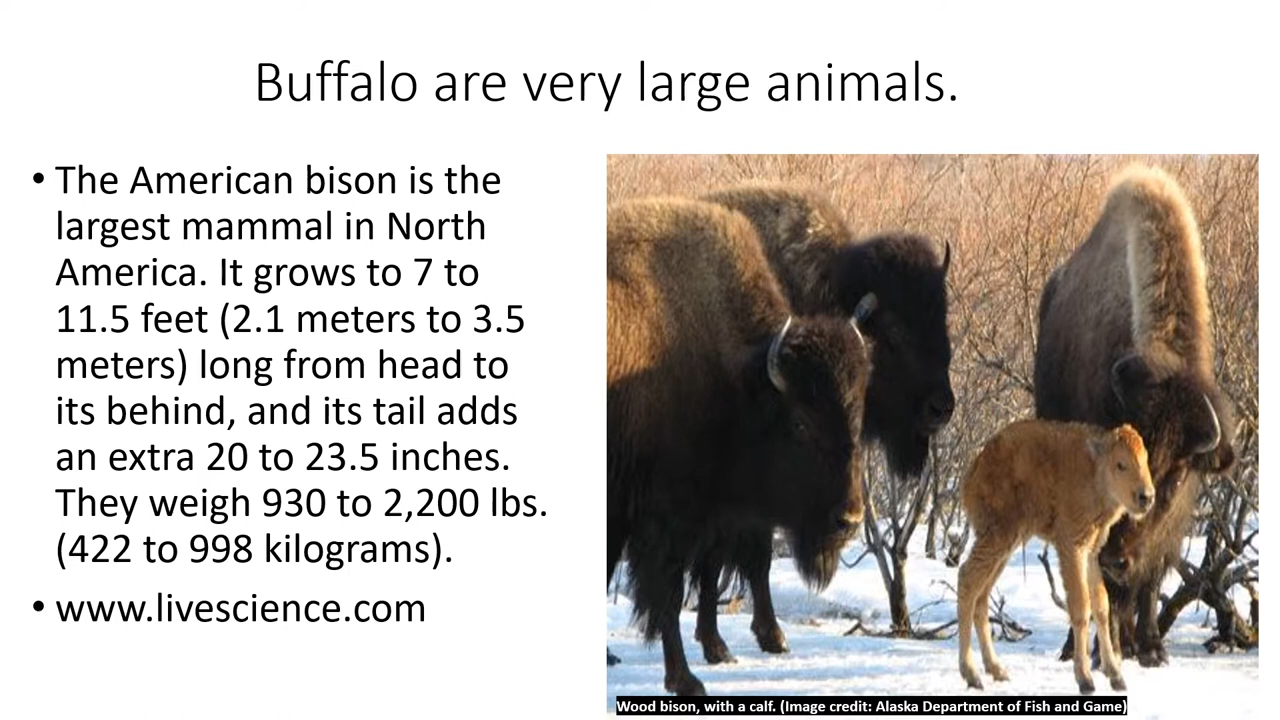 Buffalo are very large animals.
• The American bison is the
largest mammal in North
America. It grows to 7 to
11.5 feet (2.1 meters to 3.5
meters) long from head to
its behind, and its tail adds
an extra 20 to 23.5 inches.
They weigh 930 to 2,200 lbs.
(422 to 998 kilograms).
• www.livescience.com
Wood bison, with a calf. (Image credit: Alaska Department of Fish and Game)